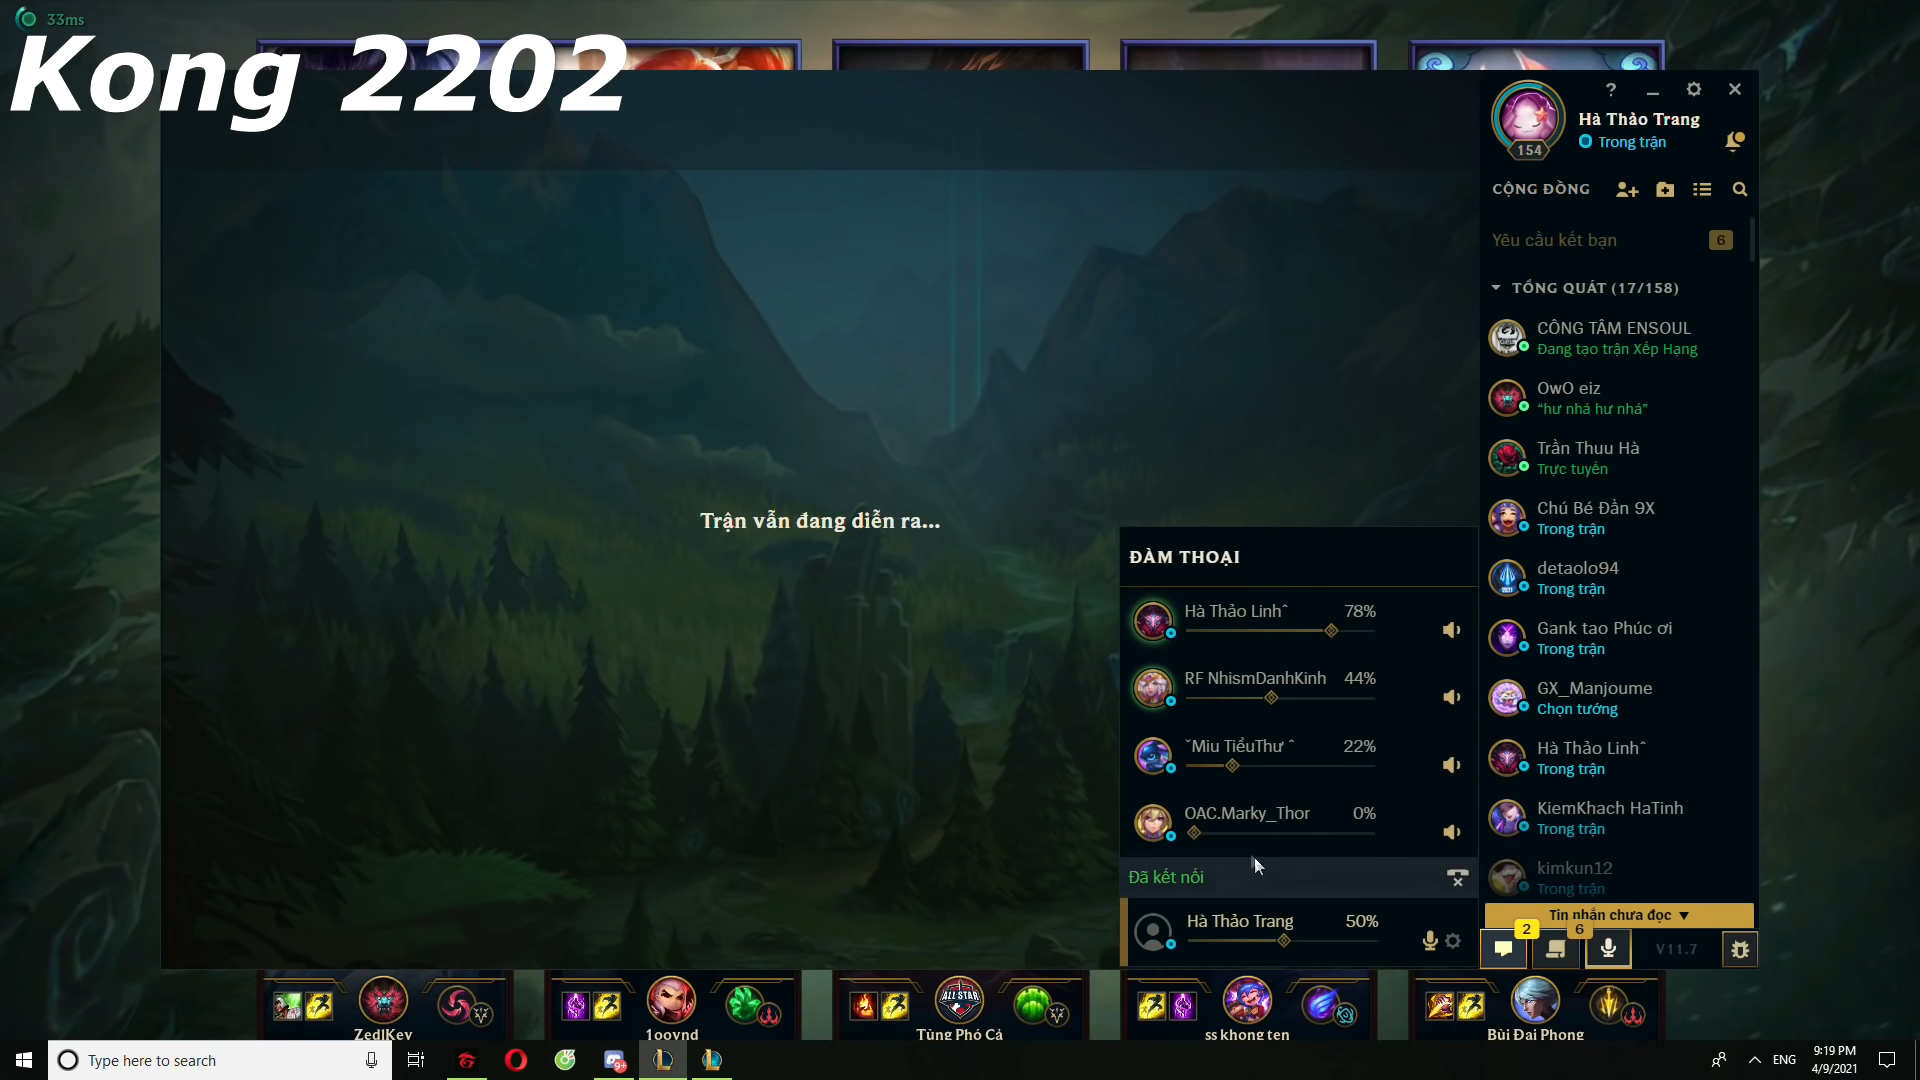 33ms
Kong 2202
Hà Thảo Trang
154
Trong trận
CỘNG ĐỒNG
Yêu cầu kết bạn
6
TỔNG QUÁT (17/158)
CÔNG TÂM ENSOUL
Đang tạo trận Xếp Hạng
OwO eiz
“hư nhá hư nhá”
Trần Thuu Hà
Trực tuyến
Chú Bé Đần 9X
Trong trận
detaolo94
Trong trận
Gank tao Phúc ơi
Trong trận
GX_Manjoume
Chọn tướng
Hà Thảo Linhˆ
Trong trận
KiemKhach HaTinh
Trong trận
kimkun12
Trong trận
Tin nhắn chưa đọc ▼
2
6
V11.7
Trận vẫn đang diễn ra...
ĐÀM THOẠI
Hà Thảo Linhˆ 78%
RF NhismDanhKinh 44%
ˇMiu TiểuThư ˆ 22%
OAC.Marky_Thor 0%
Đã kết nối
Hà Thảo Trang 50%
ALL★STAR
ZedlKey
1ooynd
Tùng Phó Cả
ss khong ten
Bùi Đại Phong
Type here to search
9+
ENG
9:19 PM
4/9/2021